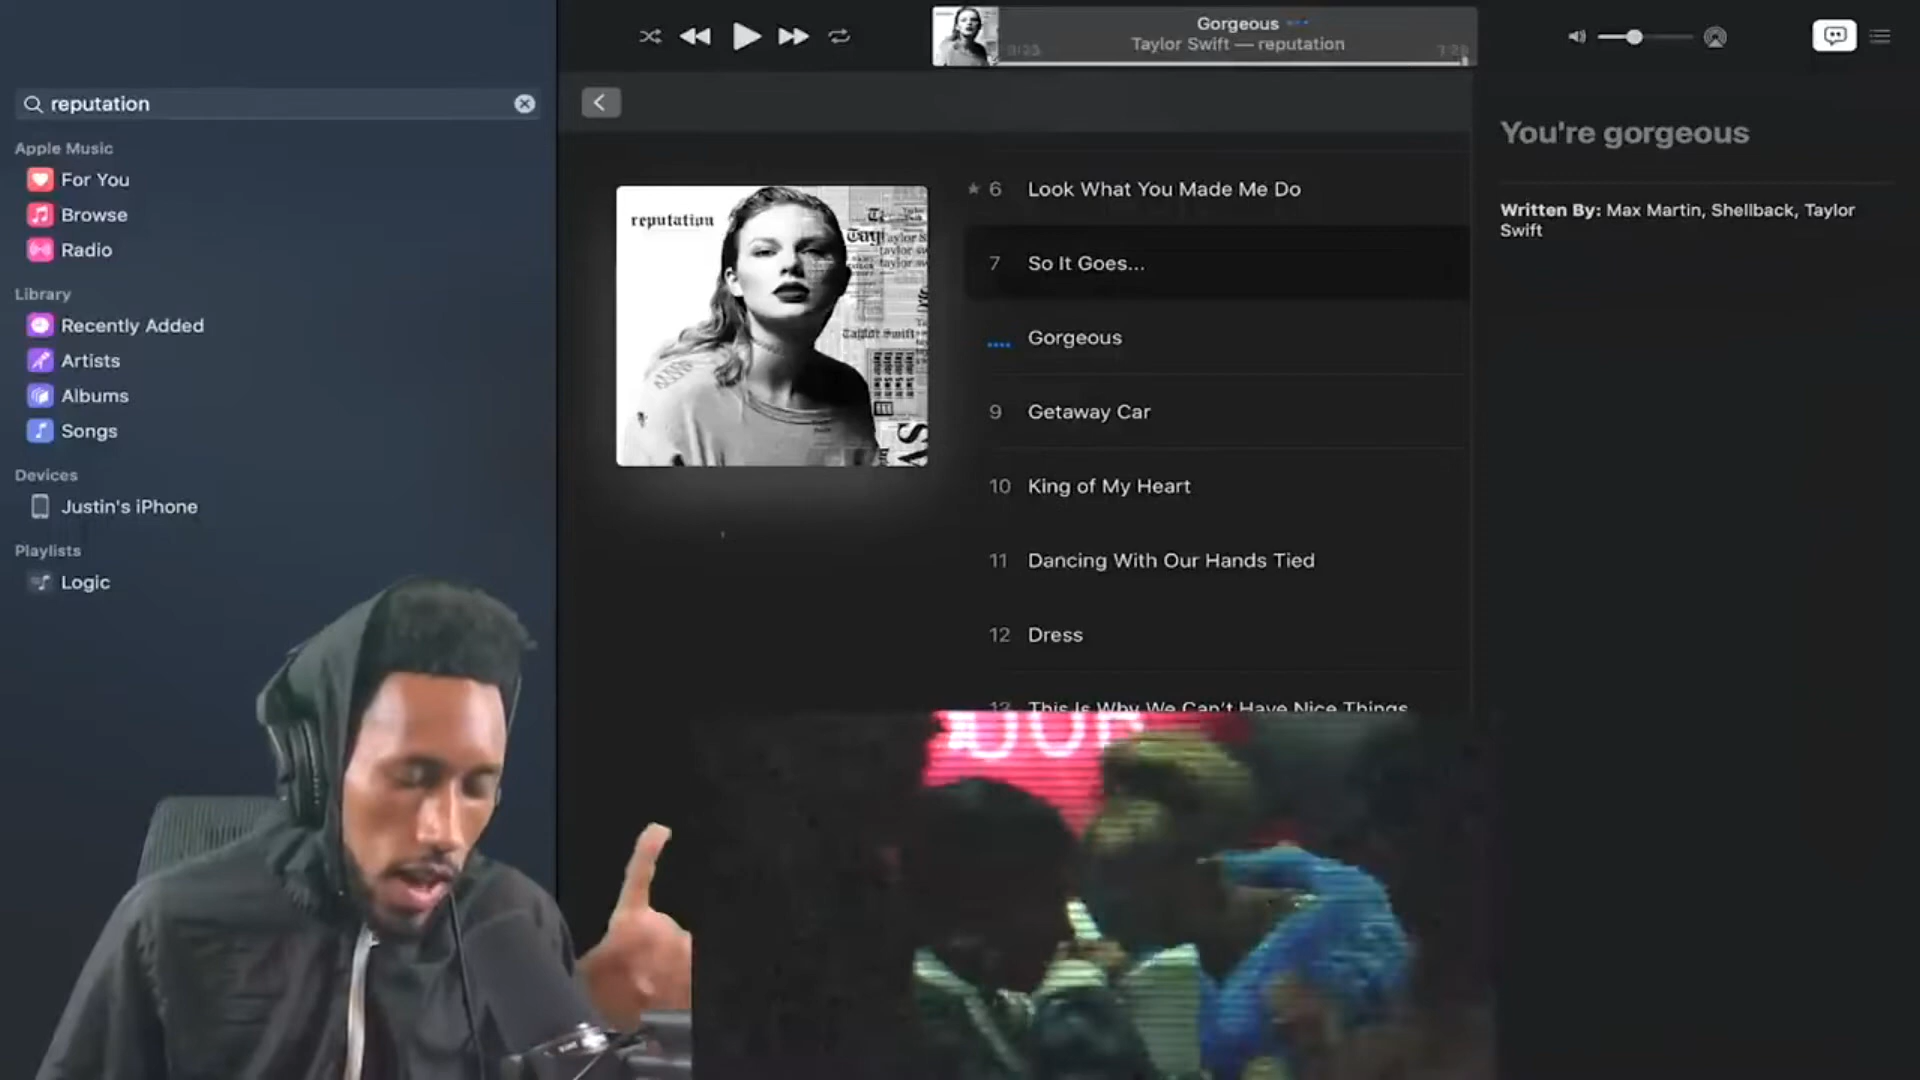 Gorgeous
Taylor Swift — reputation
reputation
Apple Music
For You
Browse
Radio
Library
Recently Added
Artists
Albums
Songs
Devices
Justin's iPhone
Playlists
Logic
reputation
Taylor Swift
★ 6 Look What You Made Me Do
7 So It Goes...
Gorgeous
9 Getaway Car
10 King of My Heart
11 Dancing With Our Hands Tied
12 Dress
13 This Is Why We Can't Have Nice Things
You're gorgeous
Written By: Max Martin, Shellback, Taylor
Swift